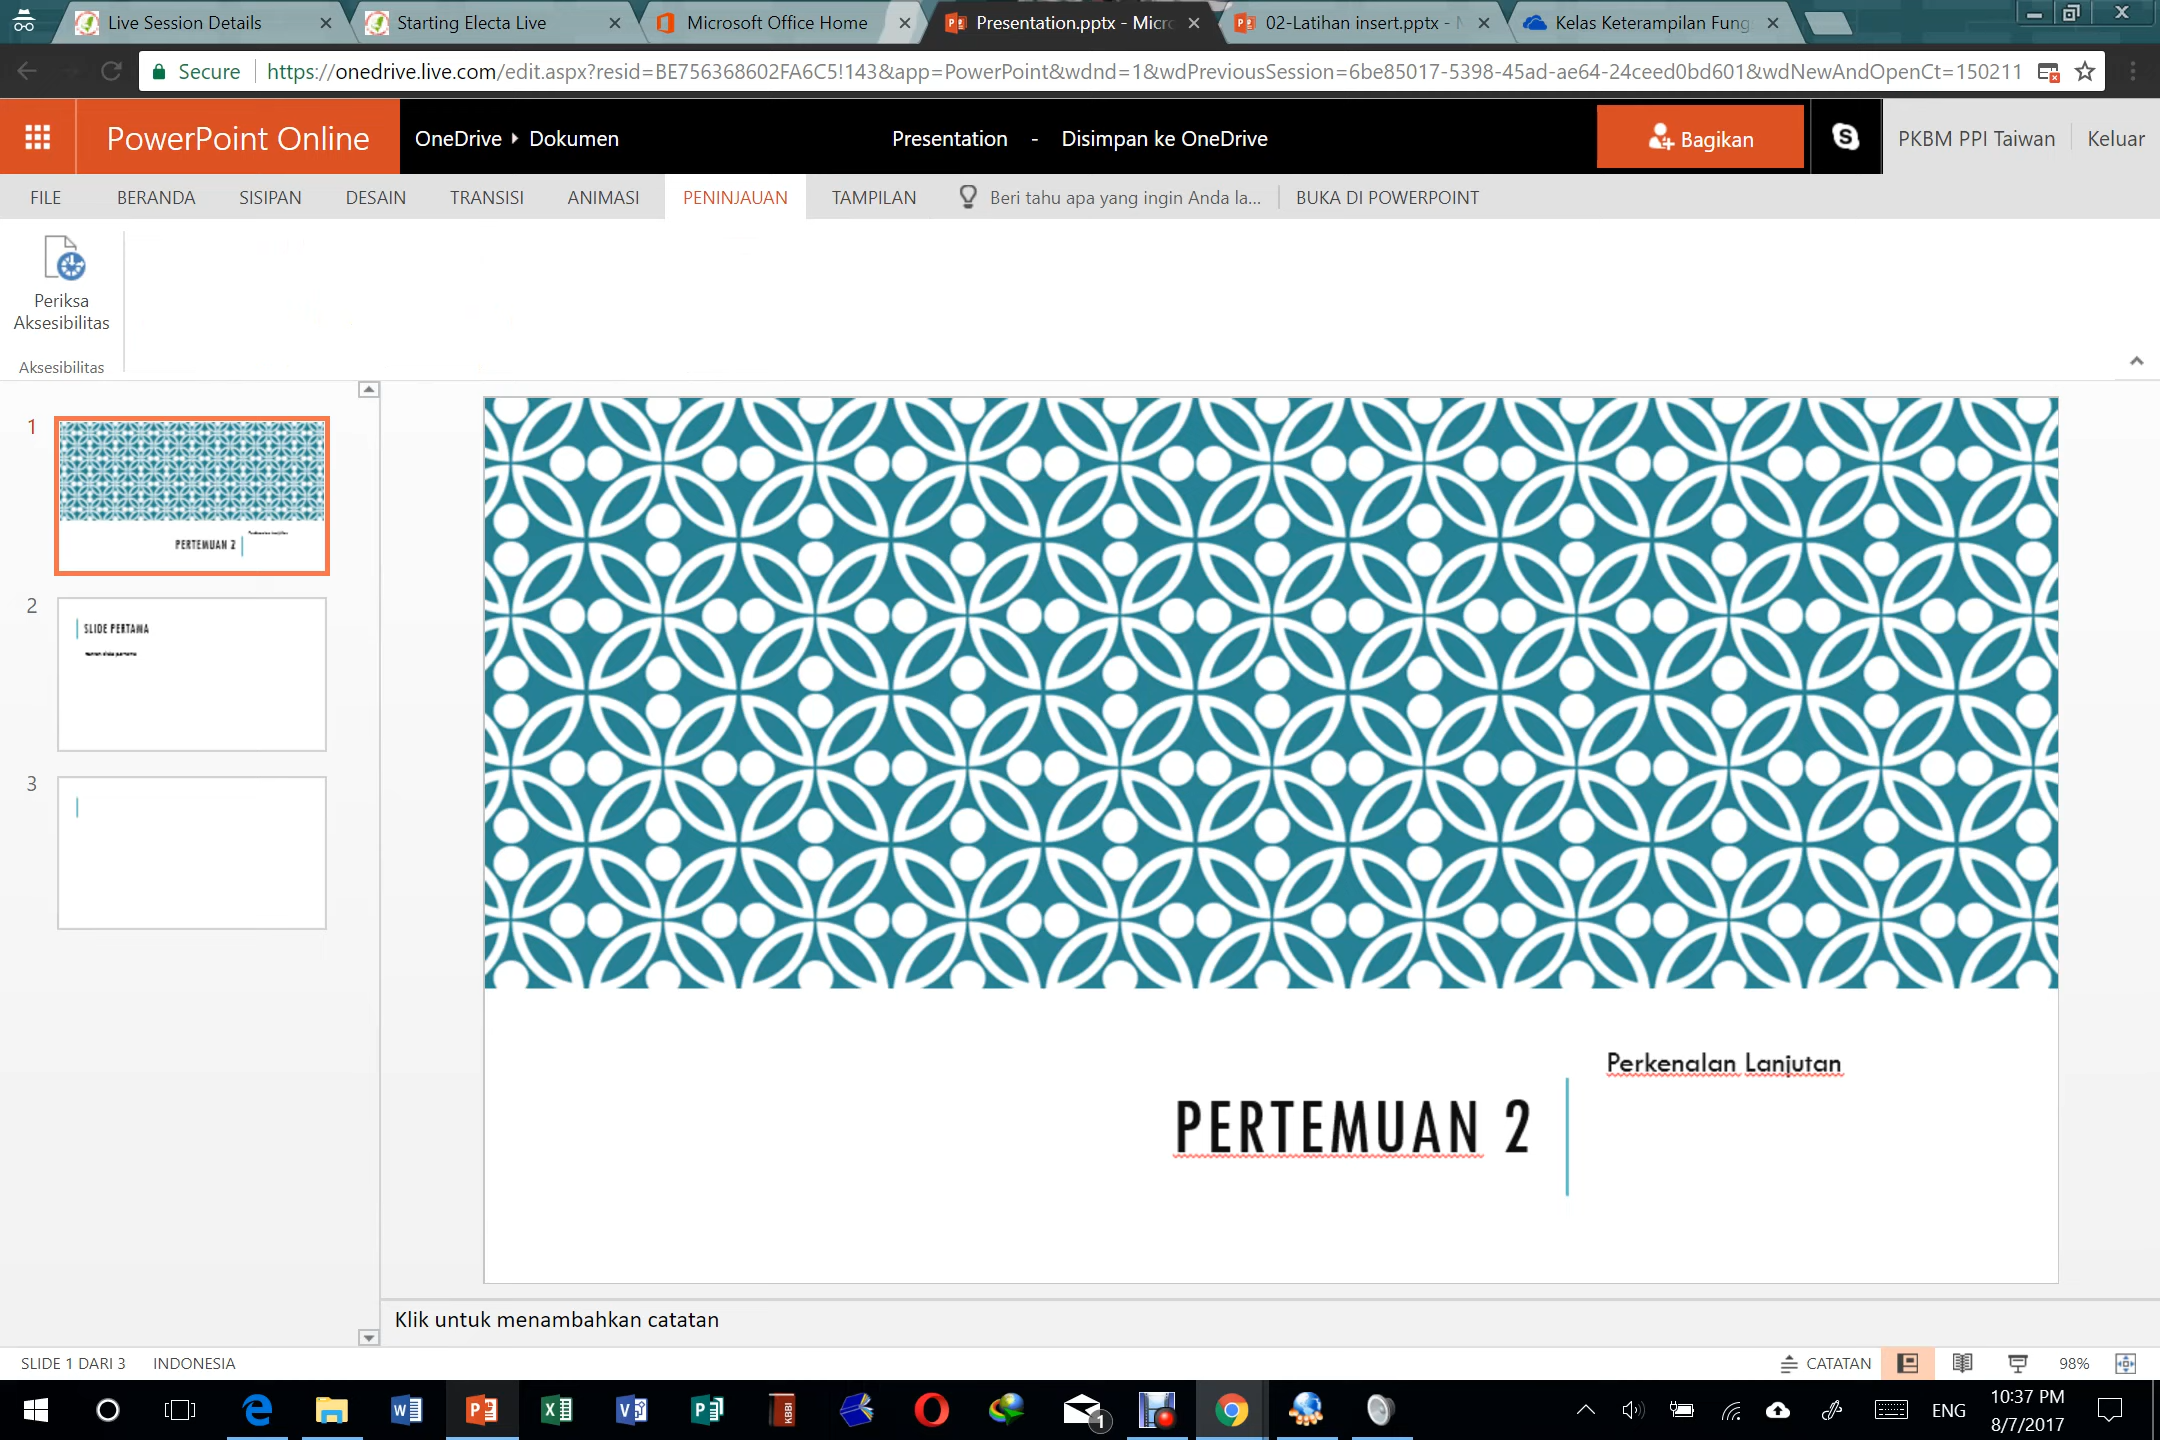 Live Session Details
Starting Electa Live
Microsoft Office Home
Presentation.pptx - Micro
02-Latihan insert.pptx -
Kelas Keterampilan Fung
Secure
https://onedrive.live.com/edit.aspx?resid=BE756368602FA6C5!143&app=PowerPoint&wdnd=1&wdPreviousSession=6be85017-5398-45ad-ae64-24ceed0bd601&wdNewAndOpenCt=150211
PowerPoint Online
OneDrive Dokumen
Presentation - Disimpan ke OneDrive
Bagikan
PKBM PPI Taiwan
Keluar
FILE
BERANDA
SISIPAN
DESAIN
TRANSISI
ANIMASI
PENINJAUAN
TAMPILAN
Beri tahu apa yang ingin Anda la...
BUKA DI POWERPOINT
Periksa
Aksesibilitas
Aksesibilitas
1
PERTEMUAN 2
2
SLIDE PERTAMA
3
Perkenalan Lanjutan
PERTEMUAN 2
Klik untuk menambahkan catatan
SLIDE 1 DARI 3
INDONESIA
CATATAN
98%
KBBI
1
ENG
10:37 PM
8/7/2017